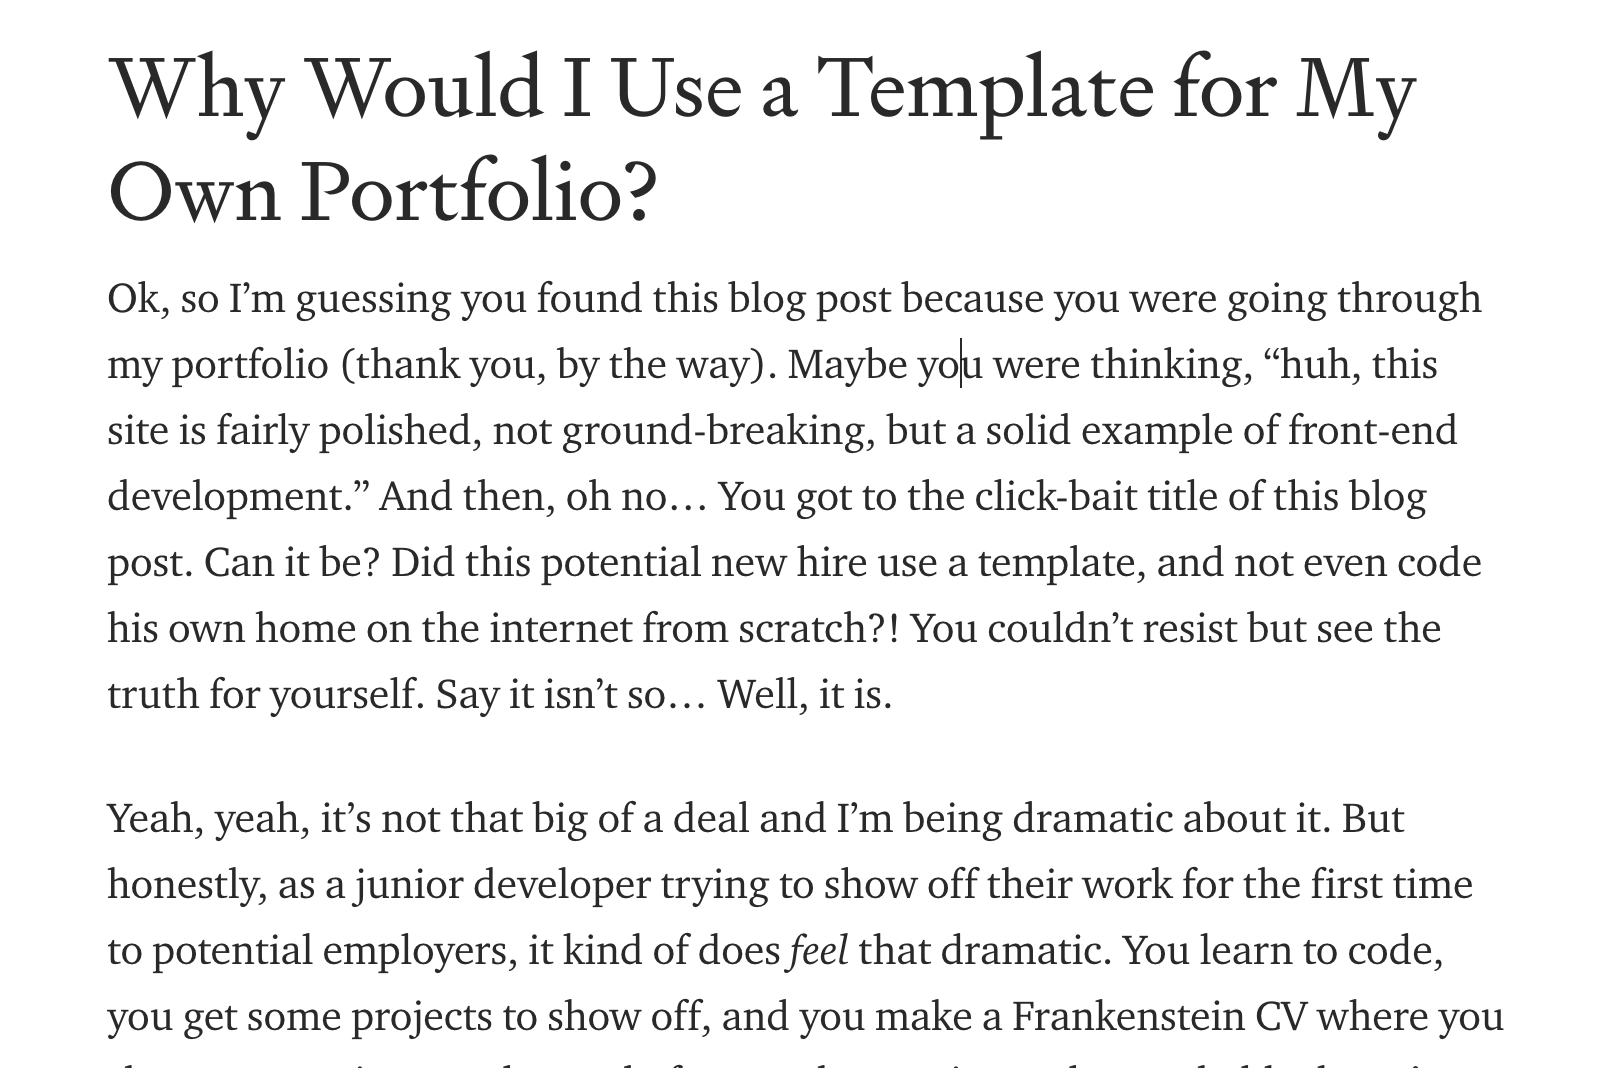 Why Would I Use a Template for My
Own Portfolio?
Ok, so I’m guessing you found this blog post because you were going through
my portfolio (thank you, by the way). Maybe you were thinking, “huh, this
site is fairly polished, not ground-breaking, but a solid example of front-end
development.” And then, oh no… You got to the click-bait title of this blog
post. Can it be? Did this potential new hire use a template, and not even code
his own home on the internet from scratch?! You couldn’t resist but see the
truth for yourself. Say it isn’t so… Well, it is.
Yeah, yeah, it’s not that big of a deal and I’m being dramatic about it. But
honestly, as a junior developer trying to show off their work for the first time
to potential employers, it kind of does feel that dramatic. You learn to code,
you get some projects to show off, and you make a Frankenstein CV where you